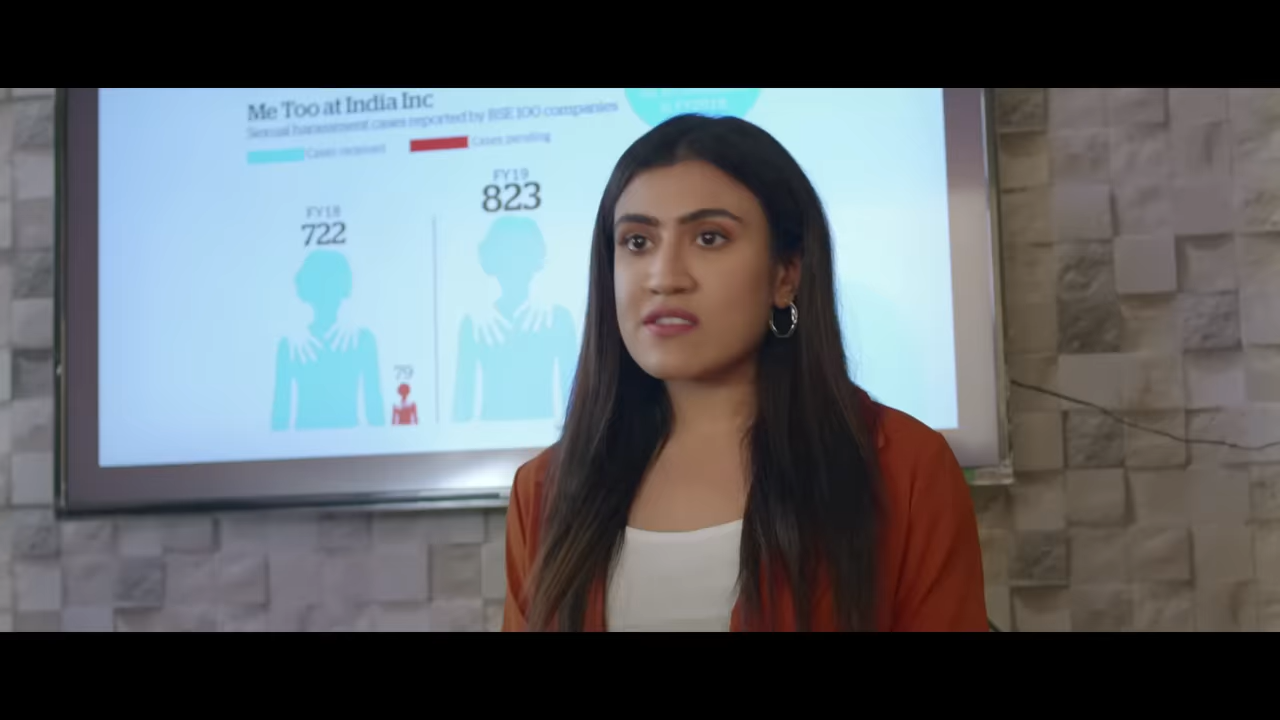 Me Too at India Inc
Sexual harassment cases reported by BSE 100 companies
Cases received
Cases pending
FY18
722
FY19
823
79